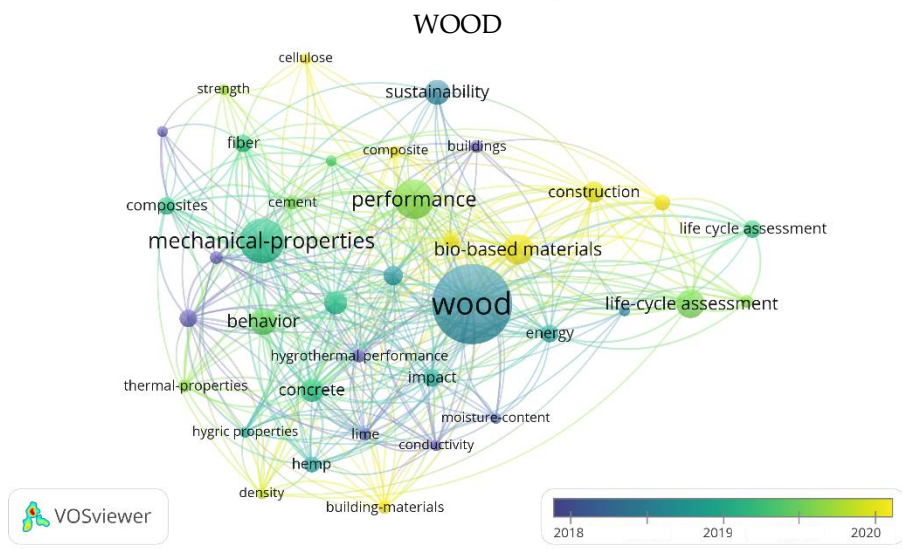 WOOD
cellulose
strength
sustainability
fiber
composite
buildings
composites
cement
performance
construction
life cycle assessment
mechanical-properties
bio-based materials
wood
life-cycle assessment
behavior
energy
hygrothermal performance
thermal-properties
concrete
impact
moisture-content
hygric properties
lime
conductivity
hemp
density
building-materials
VOSviewer
2018
2019
2020